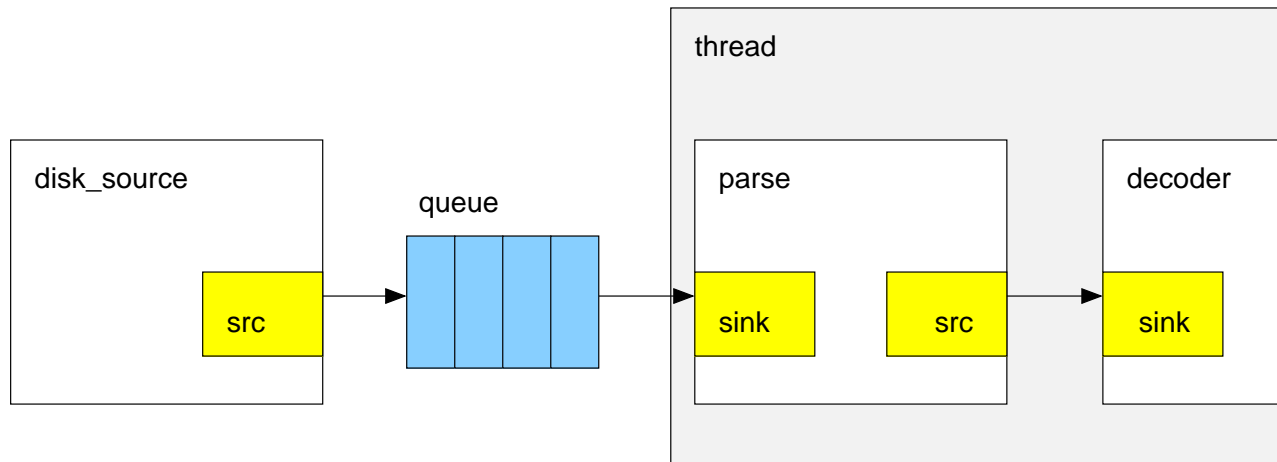 thread
disk_source
parse
decoder
queue
src
sink
src
sink